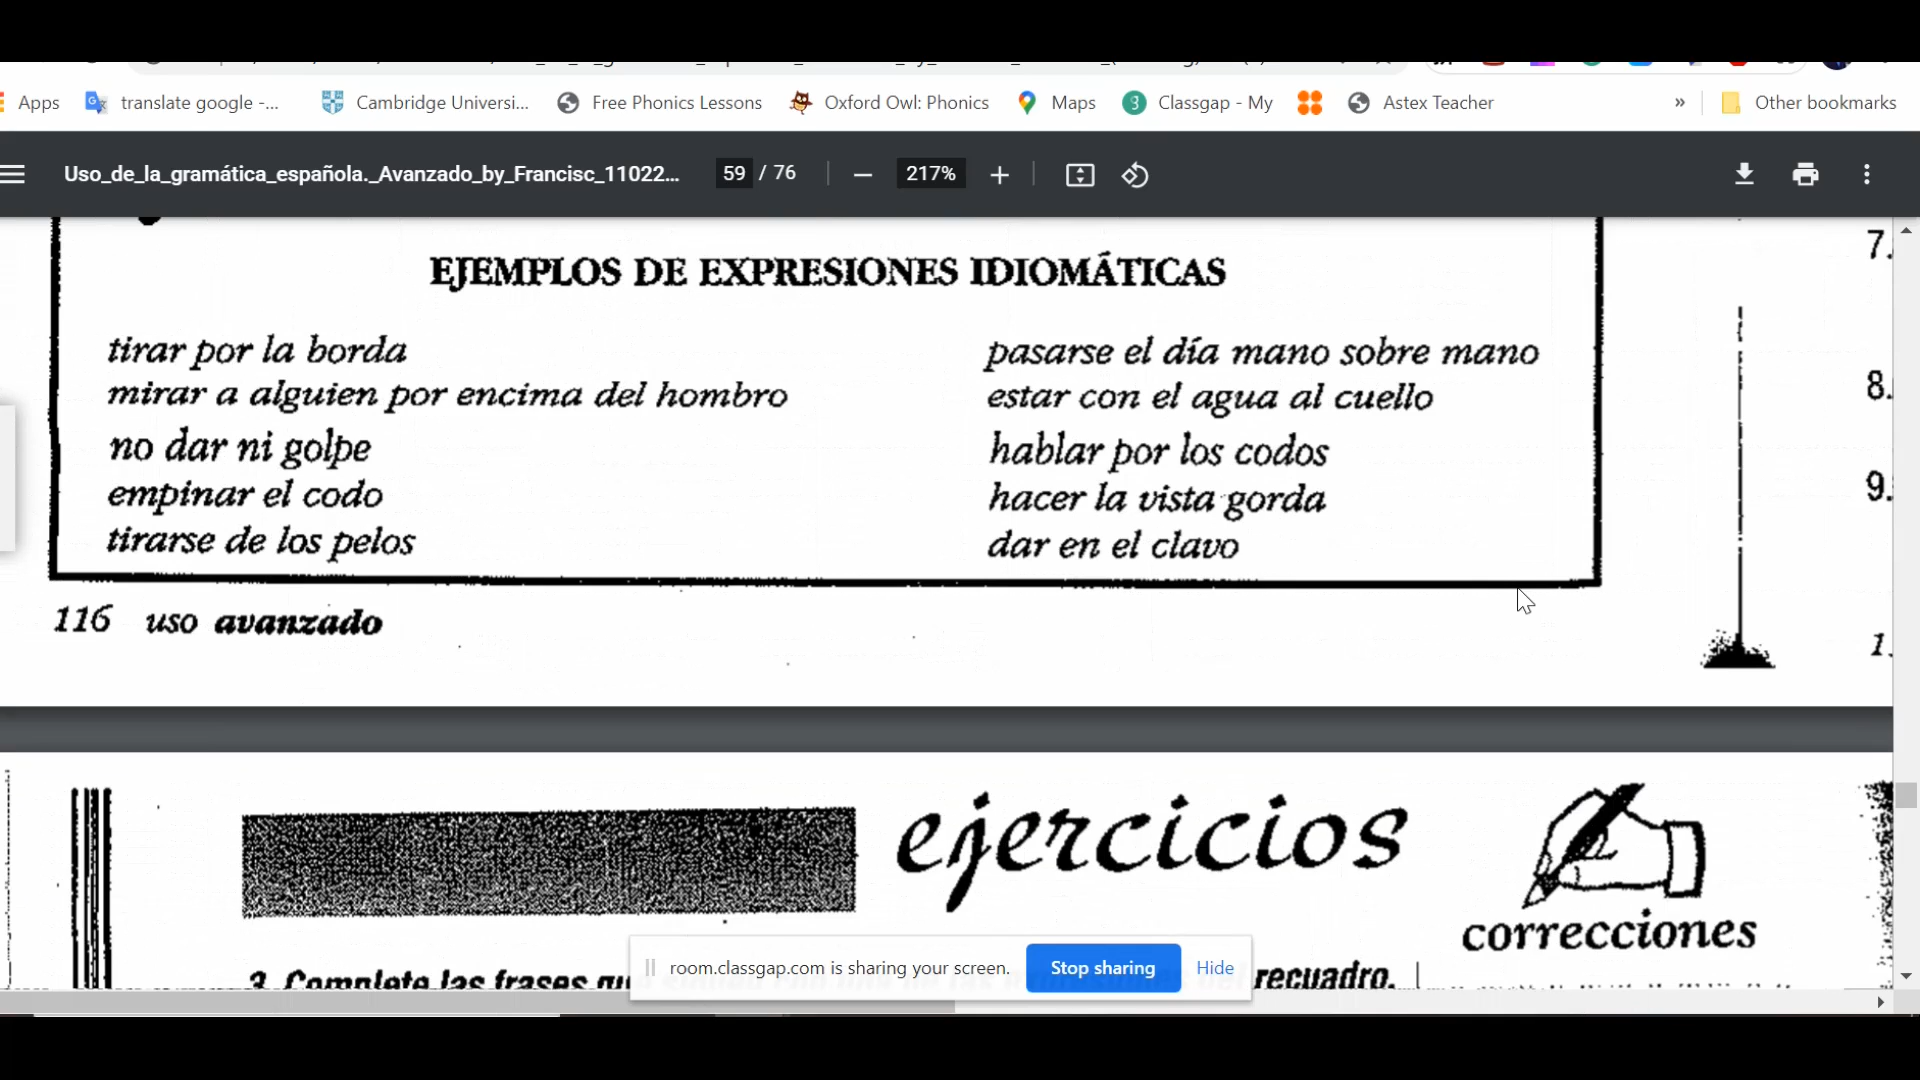 Apps translate google -... Cambridge Universi... Free Phonics Lessons Oxford Owl: Phonics Maps Classgap - My Astex Teacher » Other bookmarks
Uso_de_la_gramática_española._Avanzado_by_Francisc_11022... 59 / 76 217%
EJEMPLOS DE EXPRESIONES IDIOMÁTICAS
tirar por la borda
mirar a alguien por encima del hombro
no dar ni golpe
empinar el codo
tirarse de los pelos
pasarse el día mano sobre mano
estar con el agua al cuello
hablar por los codos
hacer la vista gorda
dar en el clavo
116 uso avanzado
7.
8.
9.
1.
ejercicios
correcciones
3. Complete las frases recuadro.
room.classgap.com is sharing your screen. Stop sharing Hide